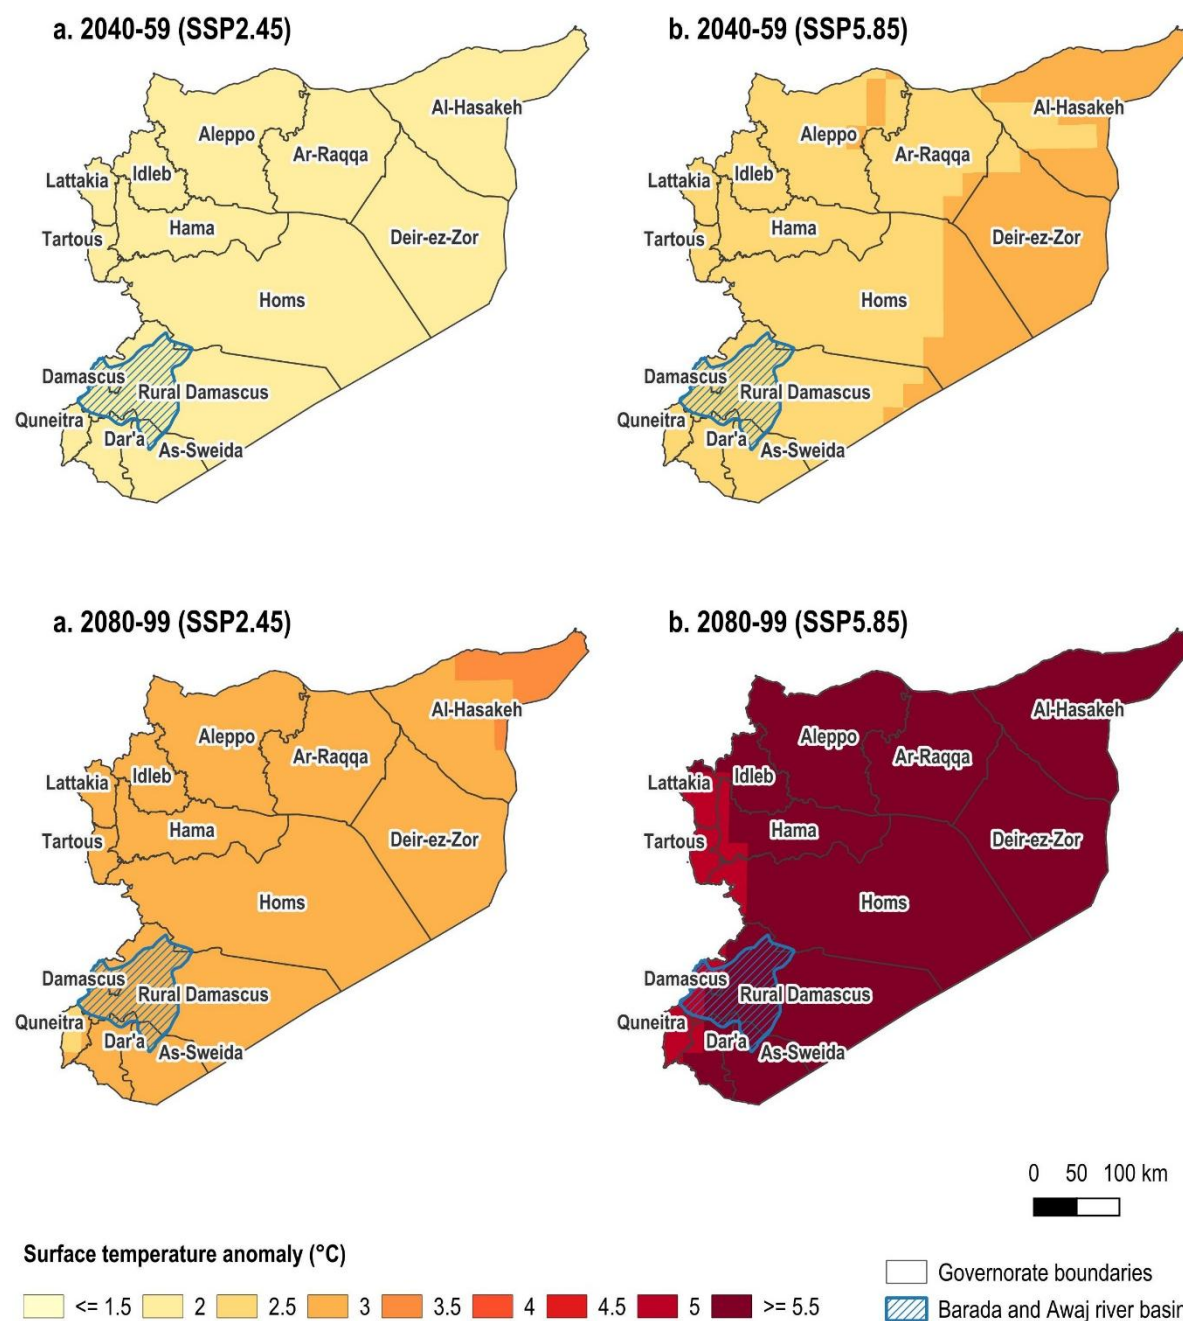 a. 2040-59 (SSP2.45)
b. 2040-59 (SSP5.85)
Al-Hasakeh
Aleppo
Ar-Raqqa
Idleb
Lattakia
Hama
Tartous
Deir-ez-Zor
Homs
Damascus
Rural Damascus
Quneitra
Dar'a
As-Sweida
Al-Hasakeh
Aleppo
Ar-Raqqa
Idleb
Lattakia
Hama
Tartous
Deir-ez-Zor
Homs
Damascus
Rural Damascus
Quneitra
Dar'a
As-Sweida
a. 2080-99 (SSP2.45)
b. 2080-99 (SSP5.85)
Al-Hasakeh
Aleppo
Ar-Raqqa
Idleb
Lattakia
Hama
Tartous
Deir-ez-Zor
Homs
Damascus
Rural Damascus
Quneitra
Dar'a
As-Sweida
Al-Hasakeh
Aleppo
Ar-Raqqa
Idleb
Lattakia
Hama
Tartous
Deir-ez-Zor
Homs
Damascus
Rural Damascus
Quneitra
Dar'a
As-Sweida
0 50 100 km
Surface temperature anomaly (°C)
<= 1.5 2 2.5 3 3.5 4 4.5 5 >= 5.5
Governorate boundaries
Barada and Awaj river basin